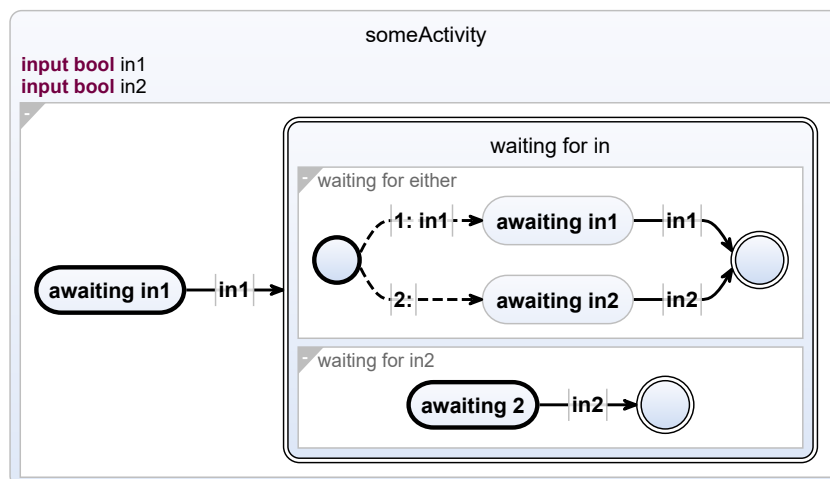 someActivity
input bool in1
input bool in2
-
waiting for in
- waiting for either
1: in1
awaiting in1
in1
awaiting in1
in1
2:
awaiting in2
in2
- waiting for in2
awaiting 2
in2